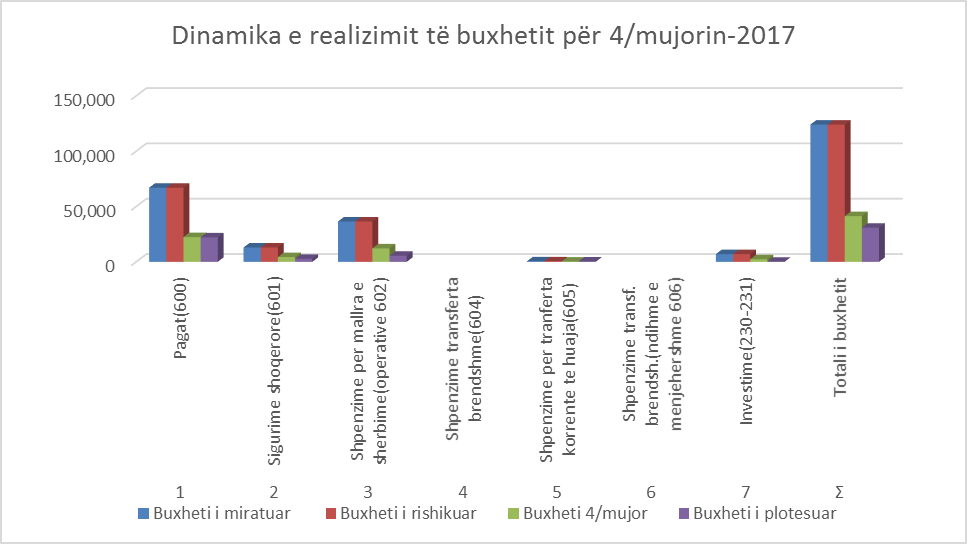 Dinamika e realizimit të buxhetit për 4/mujorin-2017
150,000
100,000
50,000
0
Pagat(600)
Sigurime shoqerore(601)
Shpenzime per mallra e
sherbime(operative 602)
Shpenzime transferta
brendshme(604)
Shpenzime per tranferta
korrente te huaja(605)
Shpenzime transf.
brendsh.(ndihme e
menjehershme 606)
Investime(230-231)
Totali i buxhetit
1 2 3 4 5 6 7 Σ
Buxheti i miratuar Buxheti i rishikuar Buxheti 4/mujor Buxheti i plotesuar